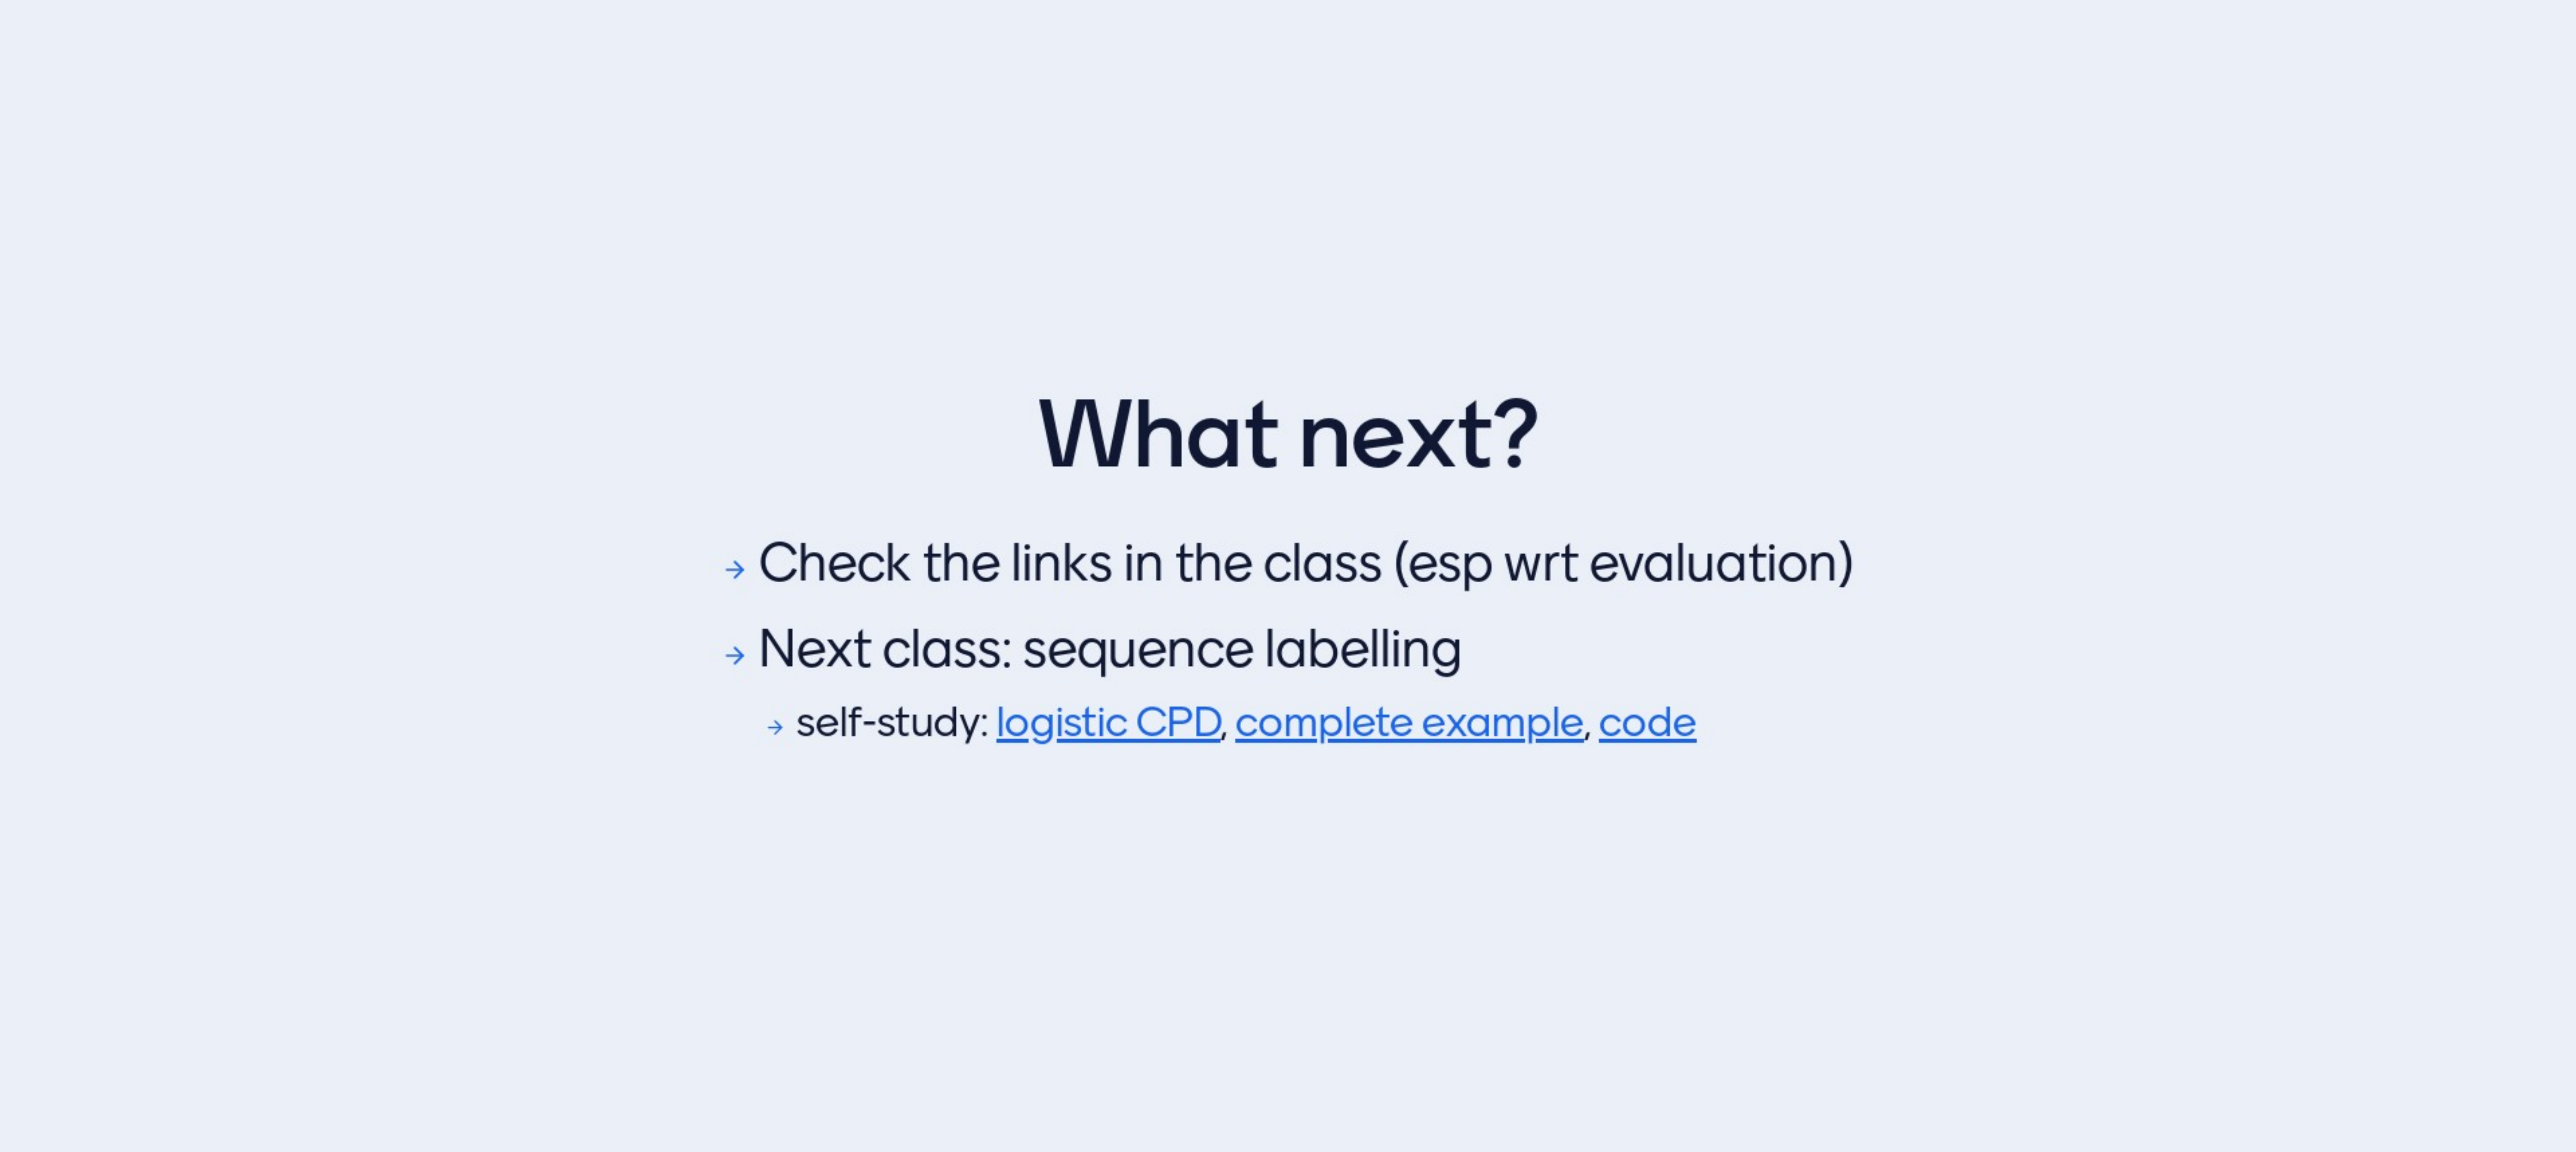 What next?
→ Check the links in the class (esp wrt evaluation)
→ Next class: sequence labelling
→ self-study: logistic CPD, complete example, code